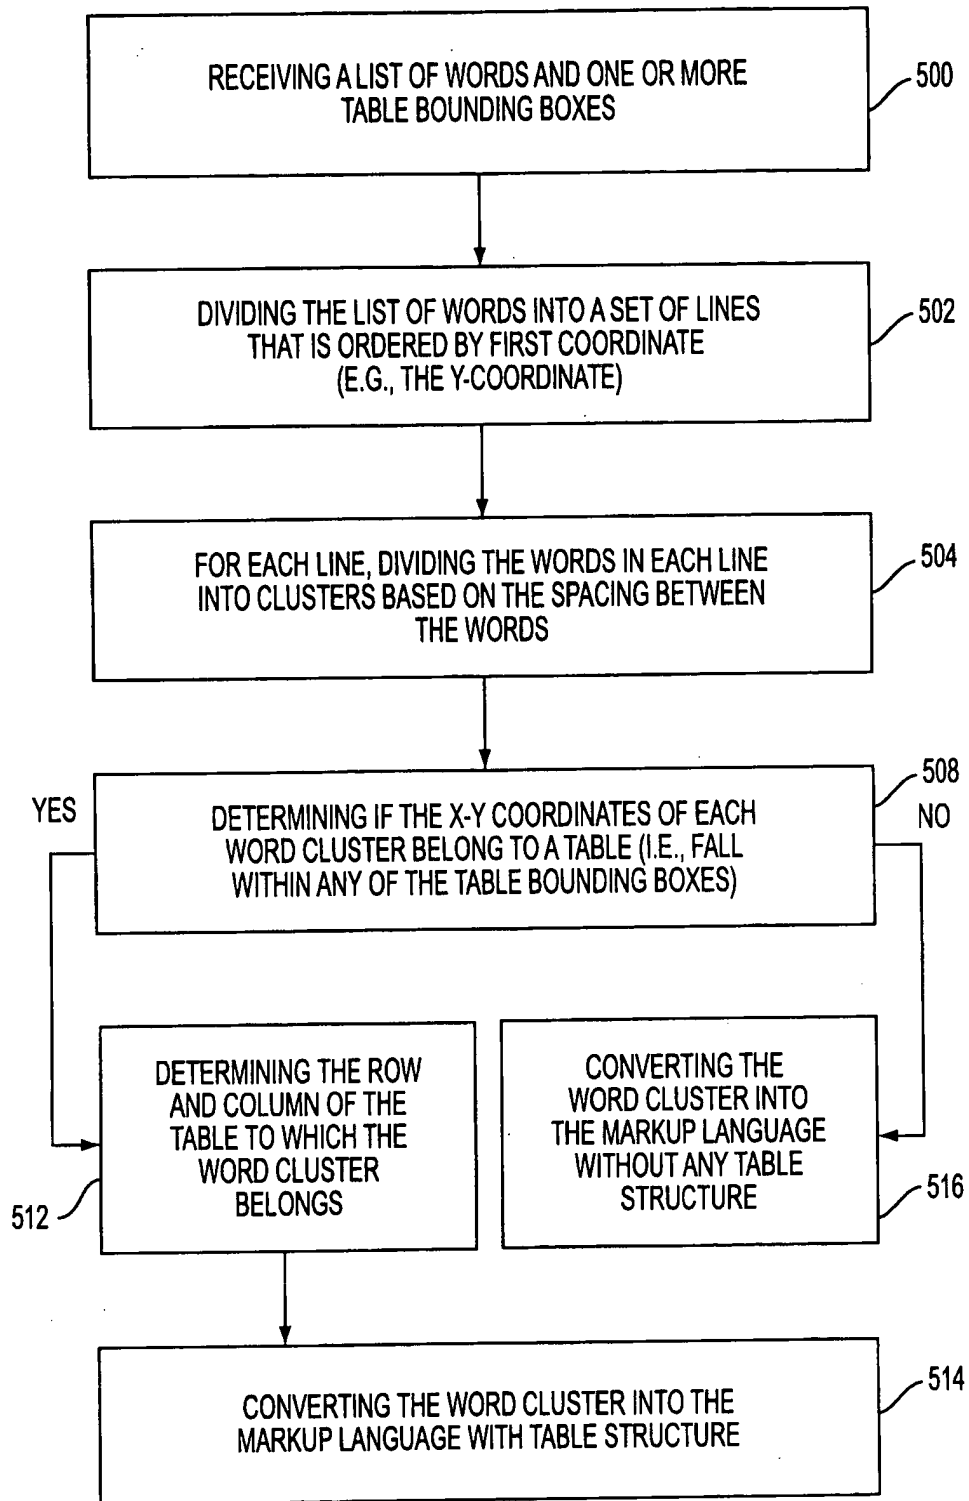 RECEIVING A LIST OF WORDS AND ONE OR MORE
TABLE BOUNDING BOXES
500
DIVIDING THE LIST OF WORDS INTO A SET OF LINES
THAT IS ORDERED BY FIRST COORDINATE
(E.G., THE Y-COORDINATE)
502
FOR EACH LINE, DIVIDING THE WORDS IN EACH LINE
INTO CLUSTERS BASED ON THE SPACING BETWEEN
THE WORDS
504
508
YES
NO
DETERMINING IF THE X-Y COORDINATES OF EACH
WORD CLUSTER BELONG TO A TABLE (I.E., FALL
WITHIN ANY OF THE TABLE BOUNDING BOXES)
DETERMINING THE ROW
AND COLUMN OF THE
TABLE TO WHICH THE
WORD CLUSTER
BELONGS
512
CONVERTING THE
WORD CLUSTER INTO
THE MARKUP LANGUAGE
WITHOUT ANY TABLE
STRUCTURE
516
CONVERTING THE WORD CLUSTER INTO THE
MARKUP LANGUAGE WITH TABLE STRUCTURE
514